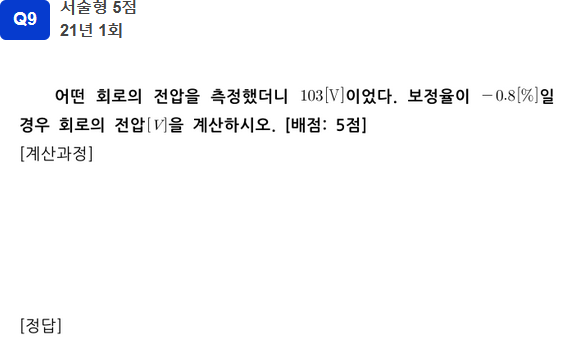 Q9
서술형 5점
21년 1회
어떤 회로의 전압을 측정했더니 103[V]이었다. 보정율이 －0.8[%]일
경우 회로의 전압[V]을 계산하시오. [배점: 5점]
[계산과정]
[정답]